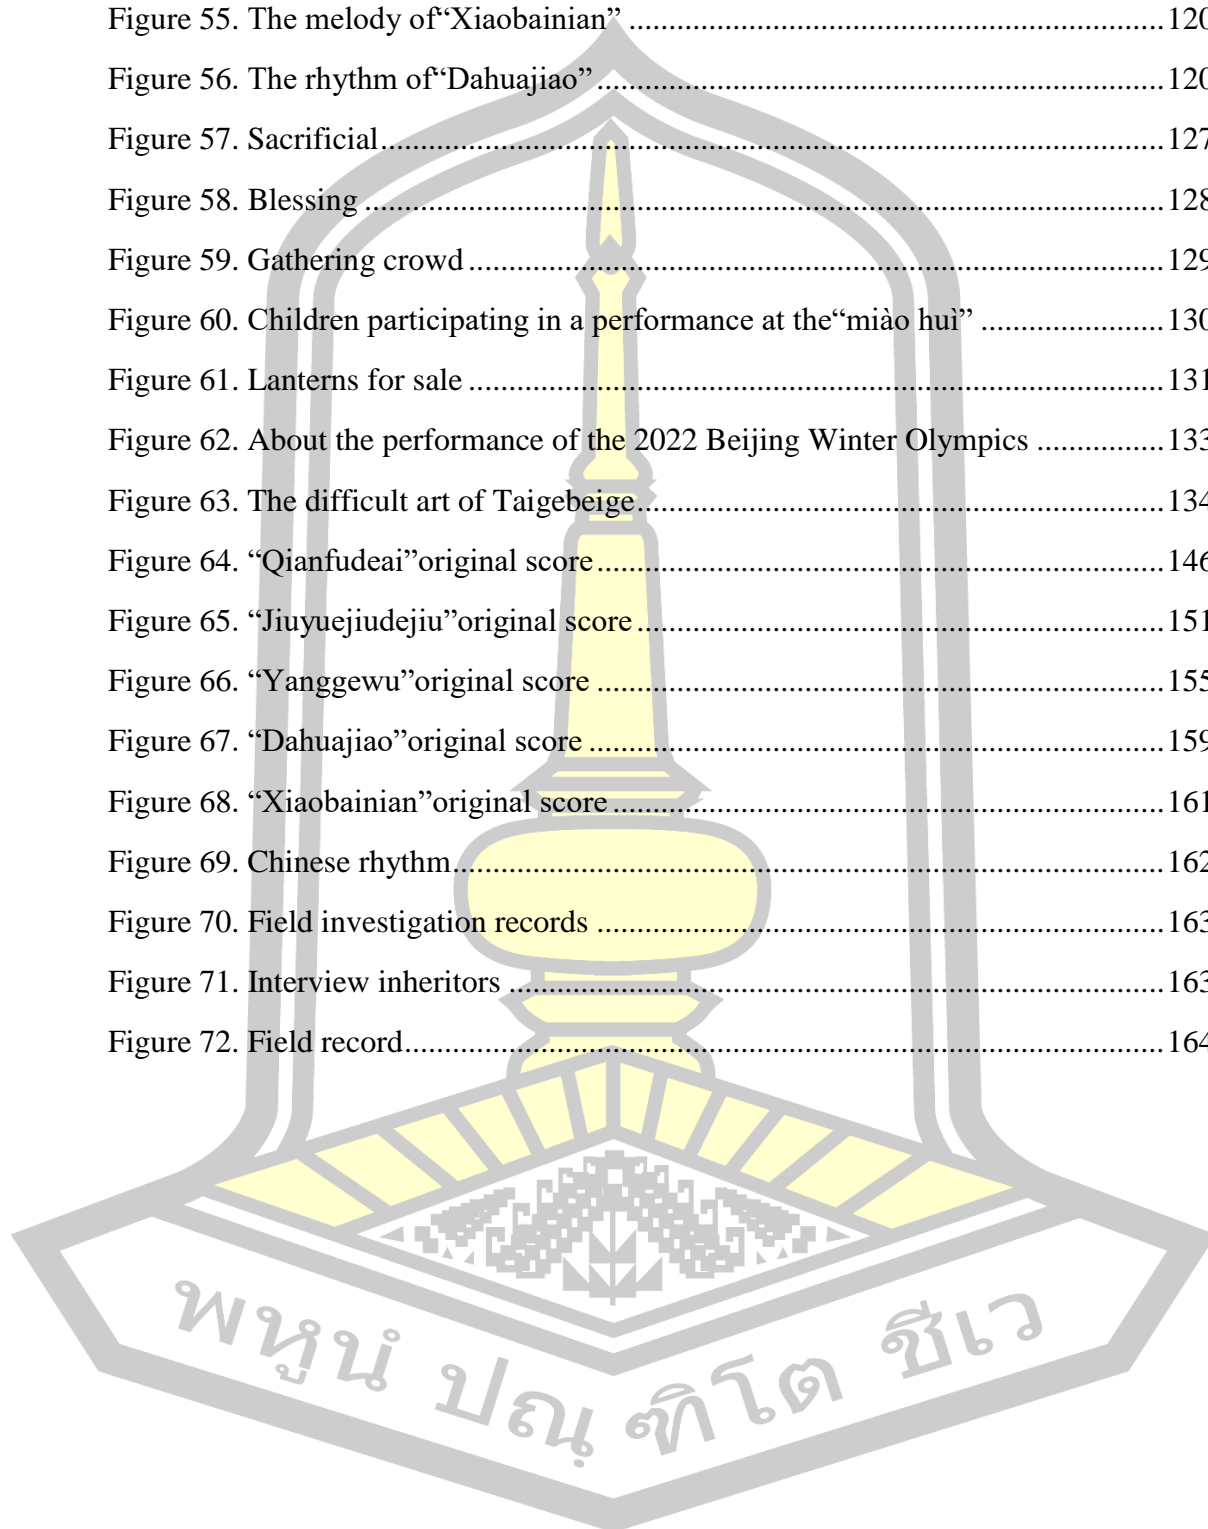 Figure 55. The melody of“Xiaobainian” ....................................................................120
Figure 56. The rhythm of“Dahuajiao” ........................................................................120
Figure 57. Sacrificial....................................................................................................127
Figure 58. Blessing ......................................................................................................128
Figure 59. Gathering crowd .........................................................................................129
Figure 60. Children participating in a performance at the“miào huì” .......................130
Figure 61. Lanterns for sale .........................................................................................131
Figure 62. About the performance of the 2022 Beijing Winter Olympics ................133
Figure 63. The difficult art of Taigebeige....................................................................134
Figure 64. “Qianfudeai”original score.........................................................................146
Figure 65. “Jiuyuejiudejiu”original score ....................................................................151
Figure 66. “Yanggewu”original score .........................................................................155
Figure 67. “Dahuajiao”original score ..........................................................................159
Figure 68. “Xiaobainian”original score........................................................................161
Figure 69. Chinese rhythm...........................................................................................162
Figure 70. Field investigation records .........................................................................163
Figure 71. Interview inheritors ....................................................................................163
Figure 72. Field record.................................................................................................164
พหูนํ ปณฺฑิโต ชีเว